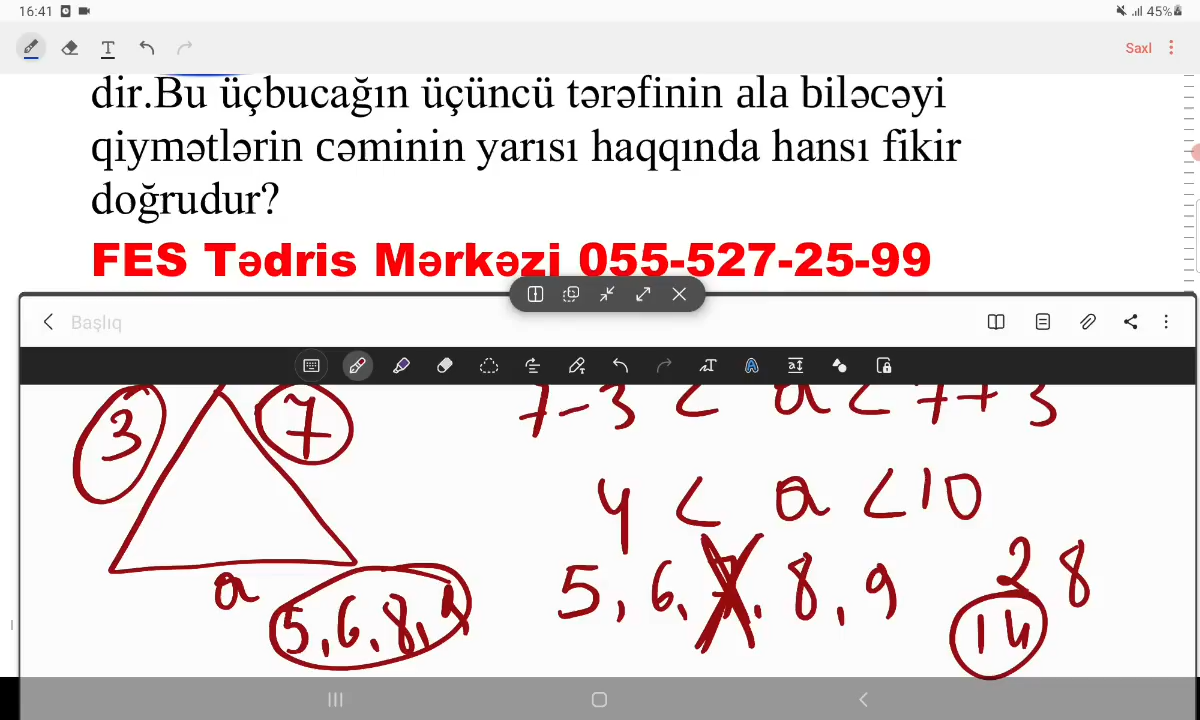 16:41
45%
Saxl
dir.Bu üçbucağın üçüncü tərəfinin ala biləcəyi
qiymətlərin cəminin yarısı haqqında hansı fikir
doğrudur?
FES Tədris Mərkəzi 055-527-25-99
Başlıq
3 7 7-3 < a < 7+3
4 < a < 10
5, 6, 7, 8, 9 28
a 5,6,8,9 14